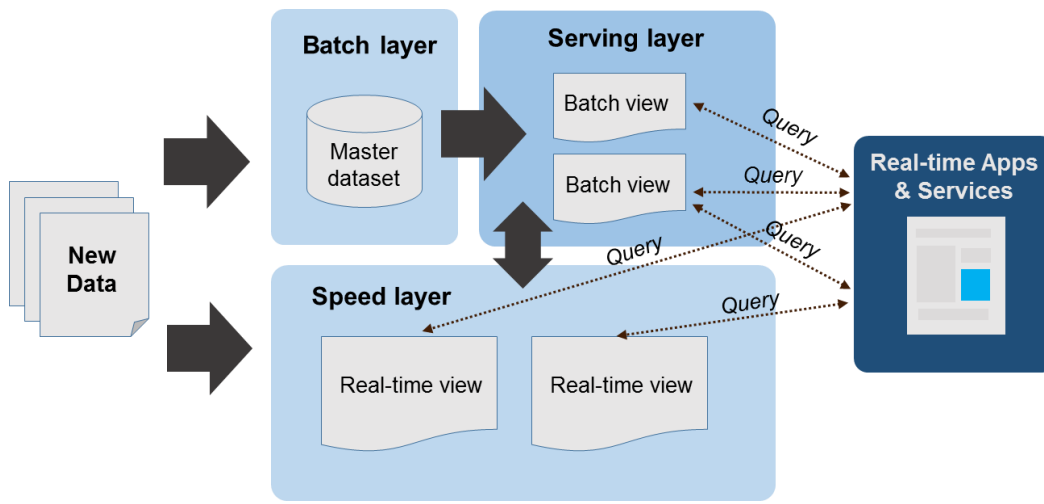 Batch layer
Serving layer
Master
dataset
Batch view
Batch view
Query
Query
Query
Query
Query
Real-time Apps
& Services
New
Data
Speed layer
Real-time view
Real-time view